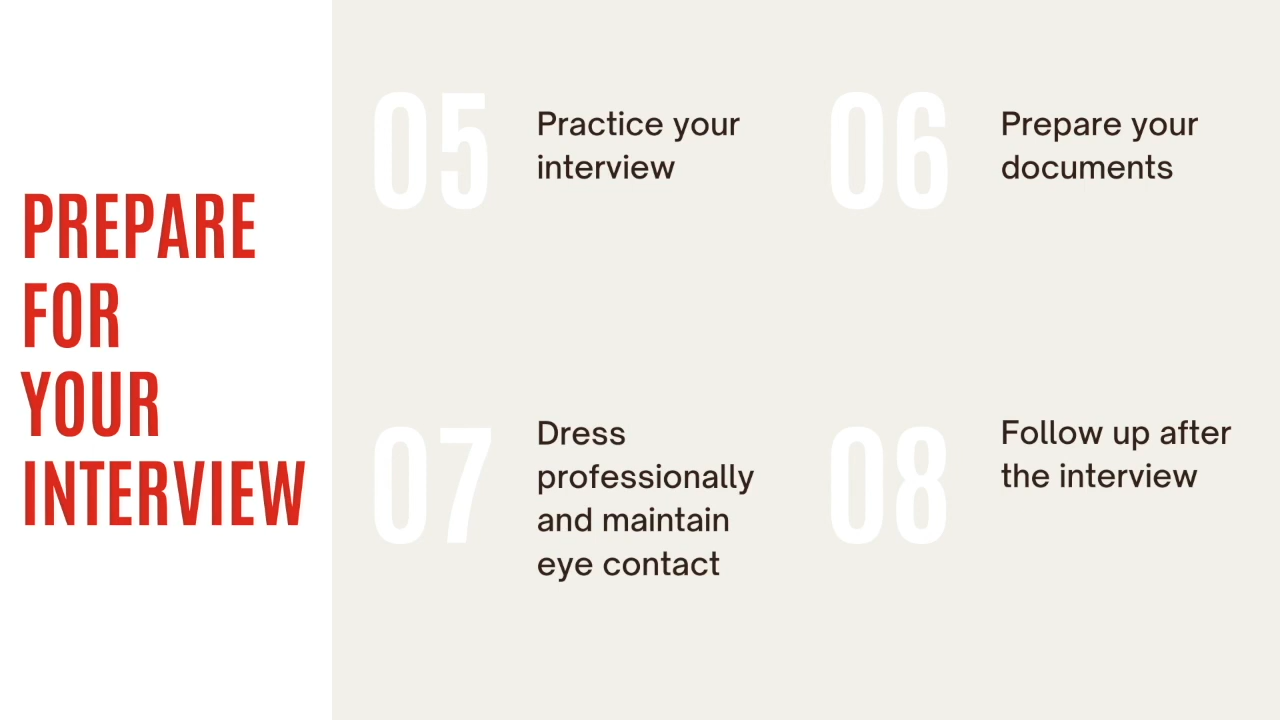 PREPARE
FOR
YOUR
INTERVIEW
05
Practice your
interview
06
Prepare your
documents
07
Dress
professionally
and maintain
eye contact
08
Follow up after
the interview